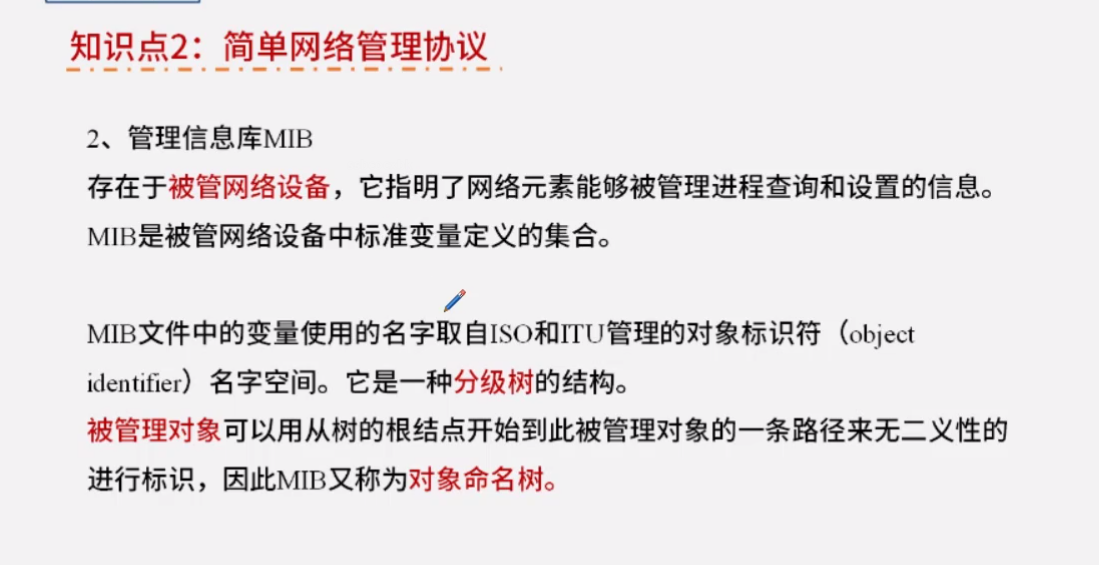 知识点2：简单网络管理协议
2、管理信息库MIB
存在于被管网络设备，它指明了网络元素能够被管理进程查询和设置的信息。
MIB是被管网络设备中标准变量定义的集合。
MIB文件中的变量使用的名字取自ISO和ITU管理的对象标识符（object
identifier）名字空间。它是一种分级树的结构。
被管理对象可以用从树的根结点开始到此被管理对象的一条路径来无二义性的
进行标识，因此MIB又称为对象命名树。